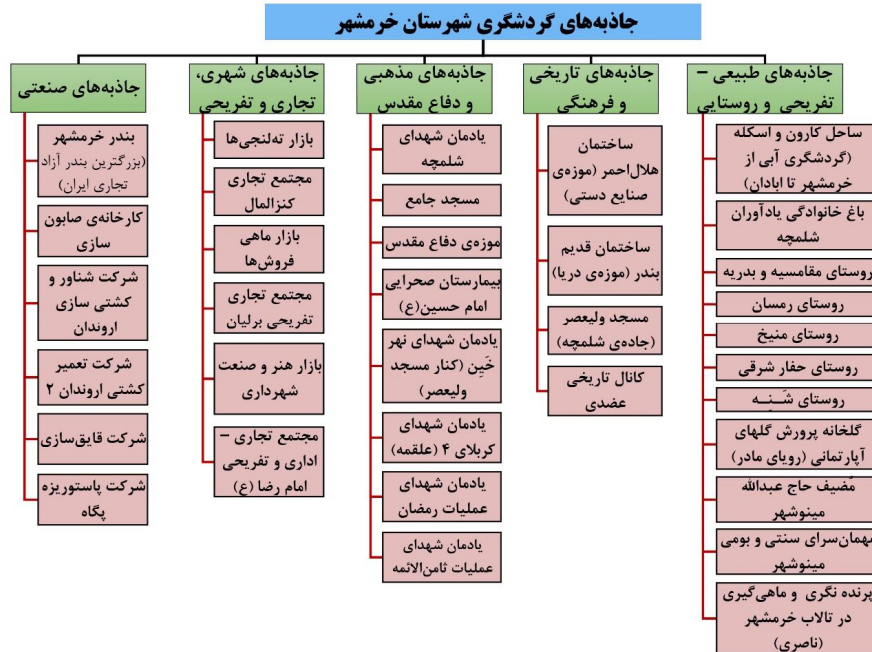 جاذبه‌های گردشگری شهرستان خرمشهر
جاذبه‌های طبیعی –
تفریحی و روستایی
ساحل کارون و اسکله
(گردشگری آبی از
خرمشهر تا ابادان)
باغ خانوادگی یادآوران
شلمچه
روستای مقامسیه و بدریه
روستای رمسان
روستای منیخ
روستای حفار شرقی
روستای شَنِه
گلخانه پرورش گلهای
آپارتمانی (رویای مادر)
مُضیف حاج عبدالله
مینوشهر
مهمان‌سرای سنتی و بومی
مینوشهر
پرنده نگری و ماهی‌گیری
در تالاب خرمشهر
(ناصری)
جاذبه‌های تاریخی
و فرهنگی
ساختمان
هلال‌احمر (موزه‌ی
صنایع دستی)
ساختمان قدیم
بندر (موزه‌ی دریا)
مسجد ولیعصر
(جاده‌ی شلمچه)
کانال تاریخی
عضدی
جاذبه‌های مذهبی
و دفاع مقدس
یادمان شهدای
شلمچه
مسجد جامع
موزه‌ی دفاع مقدس
بیمارستان صحرایی
امام حسین(ع)
یادمان شهدای نهر
خَیِن (کنار مسجد
ولیعصر)
یادمان شهدای
کربلای ۴ (علقمه)
یادمان شهدای
عملیات رمضان
یادمان شهدای
عملیات ثامن‌الائمه
جاذبه‌های شهری،
تجاری و تفریحی
بازار ته‌لنجی‌ها
مجتمع تجاری
کنزالمال
بازار ماهی
فروش‌ها
مجتمع تجاری
تفریحی برلیان
بازار هنر و صنعت
شهرداری
مجتمع تجاری –
اداری و تفریحی
امام رضا (ع)
جاذبه‌های صنعتی
بندر خرمشهر
(بزرگترین بندر آزاد
تجاری ایران)
کارخانه‌ی صابون
سازی
شرکت شناور و
کشتی سازی
اروندان
شرکت تعمیر
کشتی اروندان ۲
شرکت قایق‌سازی
شرکت پاستوریزه
پگاه